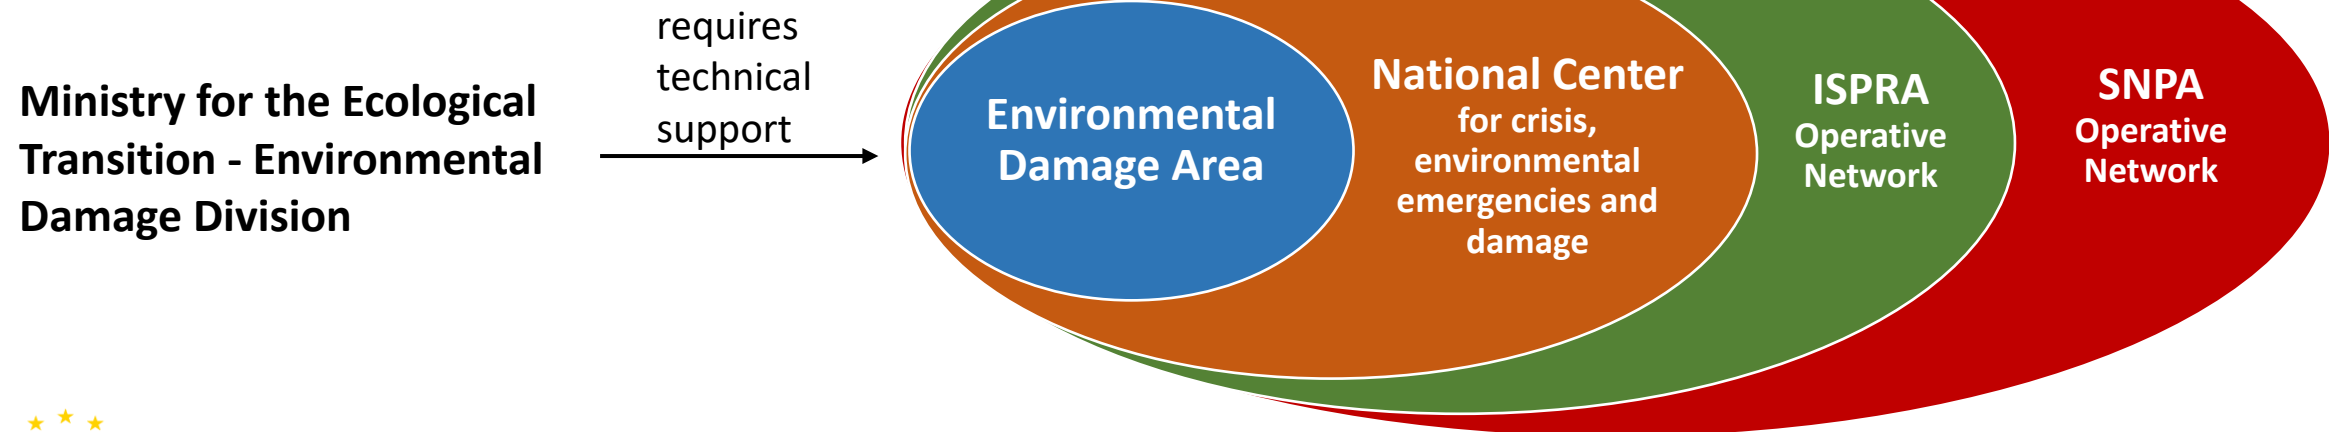 Ministry for the Ecological
Transition - Environmental
Damage Division
requires
technical
support
Environmental
Damage Area
National Center
for crisis,
environmental
emergencies and
damage
ISPRA
Operative
Network
SNPA
Operative
Network